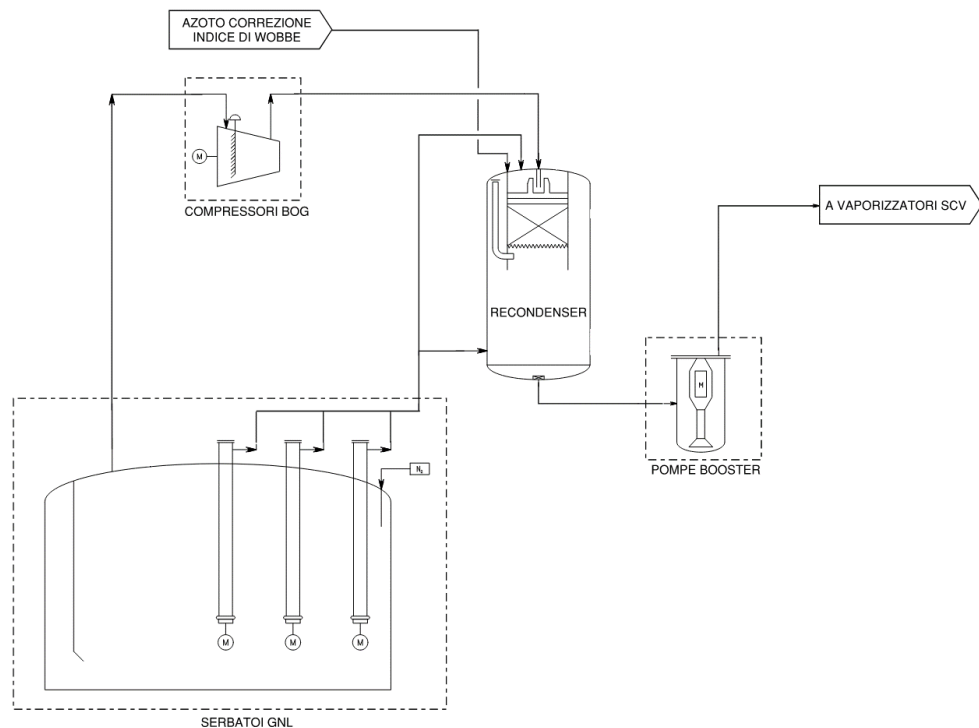 AZOTO CORREZIONE
INDICE DI WOBBE
M
COMPRESSORI BOG
A VAPORIZZATORI SCV
RECONDENSER
M
POMPE BOOSTER
N₂
M
M
M
SERBATOI GNL